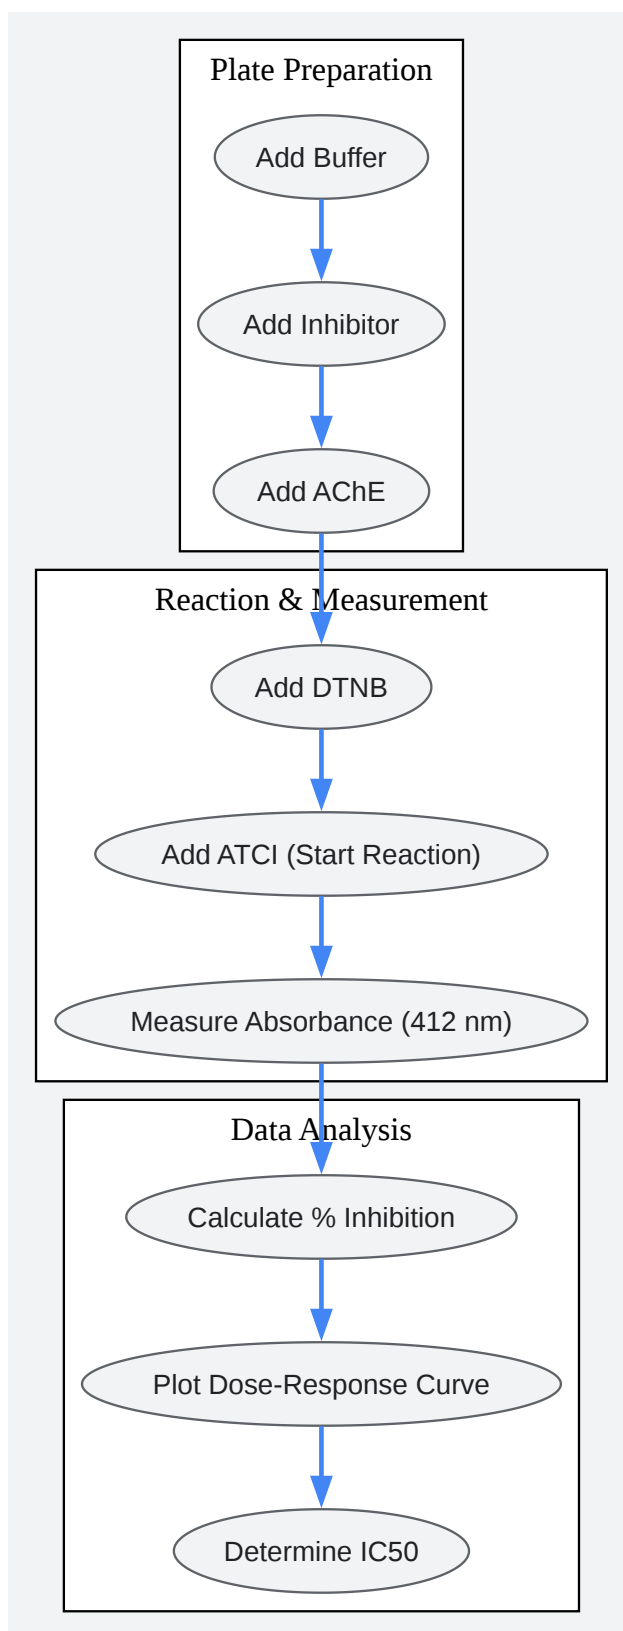 Plate Preparation
Add Buffer
Add Inhibitor
Add AChE
Reaction & Measurement
Add DTNB
Add ATCI (Start Reaction)
Measure Absorbance (412 nm)
Data Analysis
Calculate % Inhibition
Plot Dose-Response Curve
Determine IC50